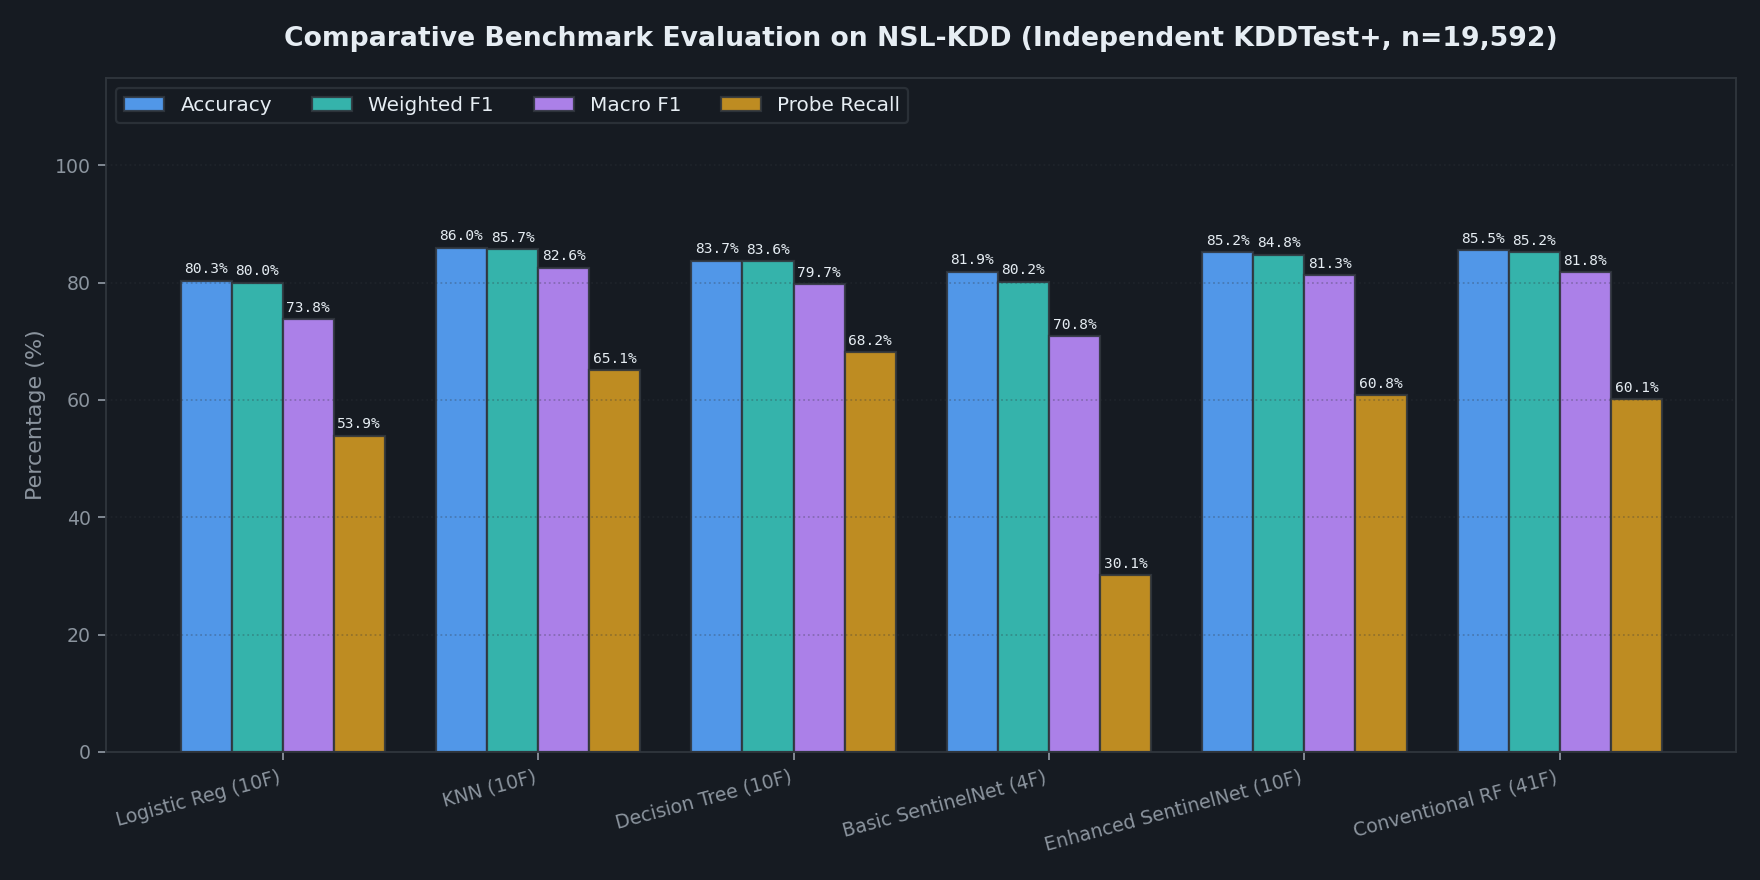 Comparative Benchmark Evaluation on NSL-KDD (Independent KDDTest+, n=19,592)
Accuracy Weighted F1 Macro F1 Probe Recall
Percentage (%)
100
80
60
40
20
0
80.3% 80.0% 73.8% 53.9%
86.0% 85.7% 82.6% 65.1%
83.7% 83.6% 79.7% 68.2%
81.9% 80.2% 70.8% 30.1%
85.2% 84.8% 81.3% 60.8%
85.5% 85.2% 81.8% 60.1%
Logistic Reg (10F)
KNN (10F)
Decision Tree (10F)
Basic SentinelNet (4F)
Enhanced SentinelNet (10F)
Conventional RF (41F)